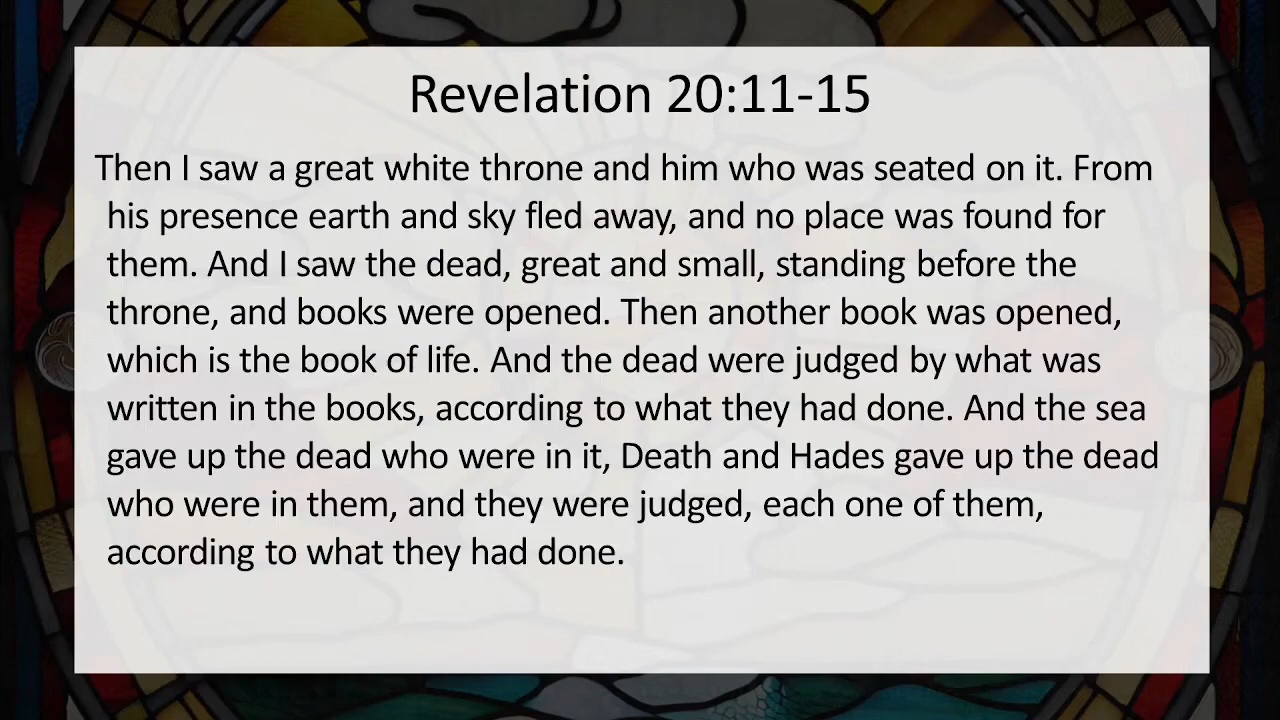 Revelation 20:11-15
Then I saw a great white throne and him who was seated on it. From
his presence earth and sky fled away, and no place was found for
them. And I saw the dead, great and small, standing before the
throne, and books were opened. Then another book was opened,
which is the book of life. And the dead were judged by what was
written in the books, according to what they had done. And the sea
gave up the dead who were in it, Death and Hades gave up the dead
who were in them, and they were judged, each one of them,
according to what they had done.